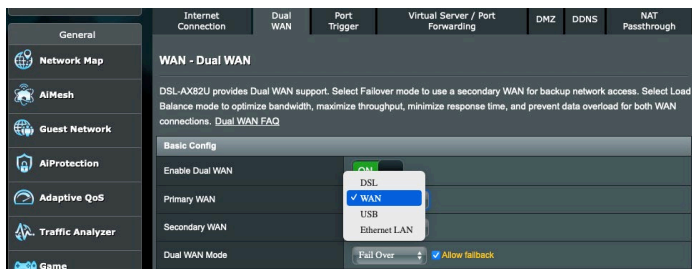 General
Network Map
AiMesh
Guest Network
AiProtection
Adaptive QoS
Traffic Analyzer
Game
Internet Connection
Dual WAN
Port Trigger
Virtual Server / Port Forwarding
DMZ
DDNS
NAT Passthrough
WAN - Dual WAN
DSL-AX82U provides Dual WAN support. Select Failover mode to use a secondary WAN for backup network access. Select Load
Balance mode to optimize bandwidth, maximize throughput, minimize response time, and prevent data overload for both WAN
connections. Dual WAN FAQ
Basic Config
Enable Dual WAN
ON
Primary WAN
DSL
✓ WAN
USB
Ethernet LAN
Secondary WAN
Dual WAN Mode
Fail Over
Allow failback